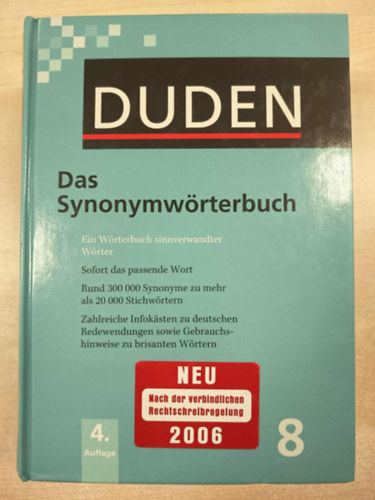 DUDEN
Das
Synonymwörterbuch
Ein Wörterbuch sinnverwandter
Wörter
Sofort das passende Wort
Rund 300 000 Synonyme zu mehr
als 20 000 Stichwörtern
Zahlreiche Infokästen zu deutschen
Redewendungen sowie Gebrauchs-
hinweise zu brisanten Wörtern
NEU
Nach der verbindlichen
Rechtschreibregelung
2006
4.
Auflage
8